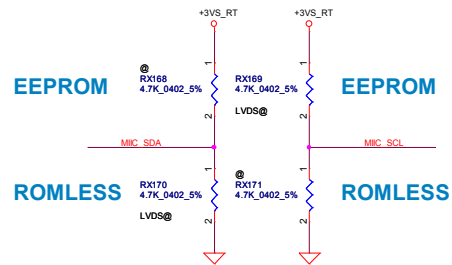 +3VS_RT +3VS_RT
1 1
@
RX168 RX169
EEPROM 4.7K_0402_5% 4.7K_0402_5% EEPROM
2 2
LVDS@
MIIC_SDA MIIC_SCL
1 1
@
RX170 RX171
ROMLESS 4.7K_0402_5% 4.7K_0402_5% ROMLESS
2 2
LVDS@